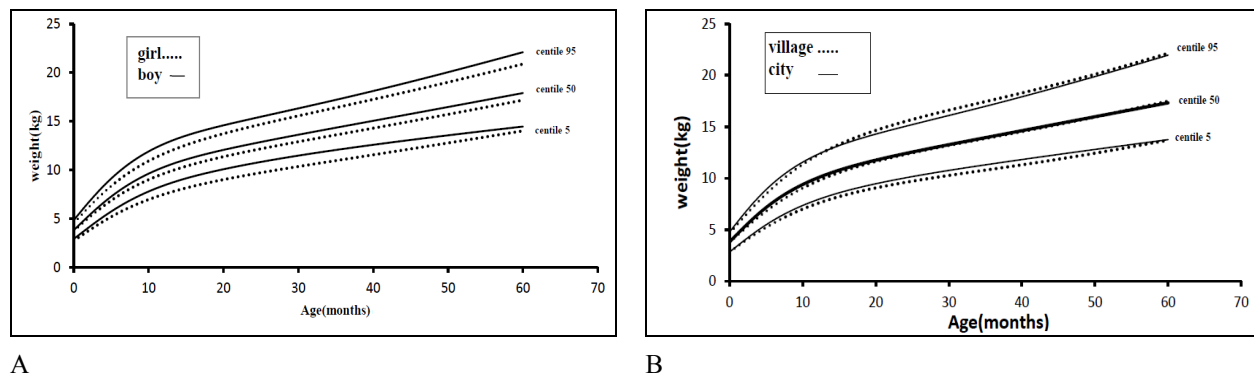 25
20
15
10
5
0
weight(kg)
girl.....
boy —
centile 95
centile 50
centile 5
0 10 20 30 40 50 60 70
Age(months)
A
25
20
15
10
5
0
weight(kg)
village .....
city —
centile 95
centile 50
centile 5
0 10 20 30 40 50 60 70
Age(months)
B